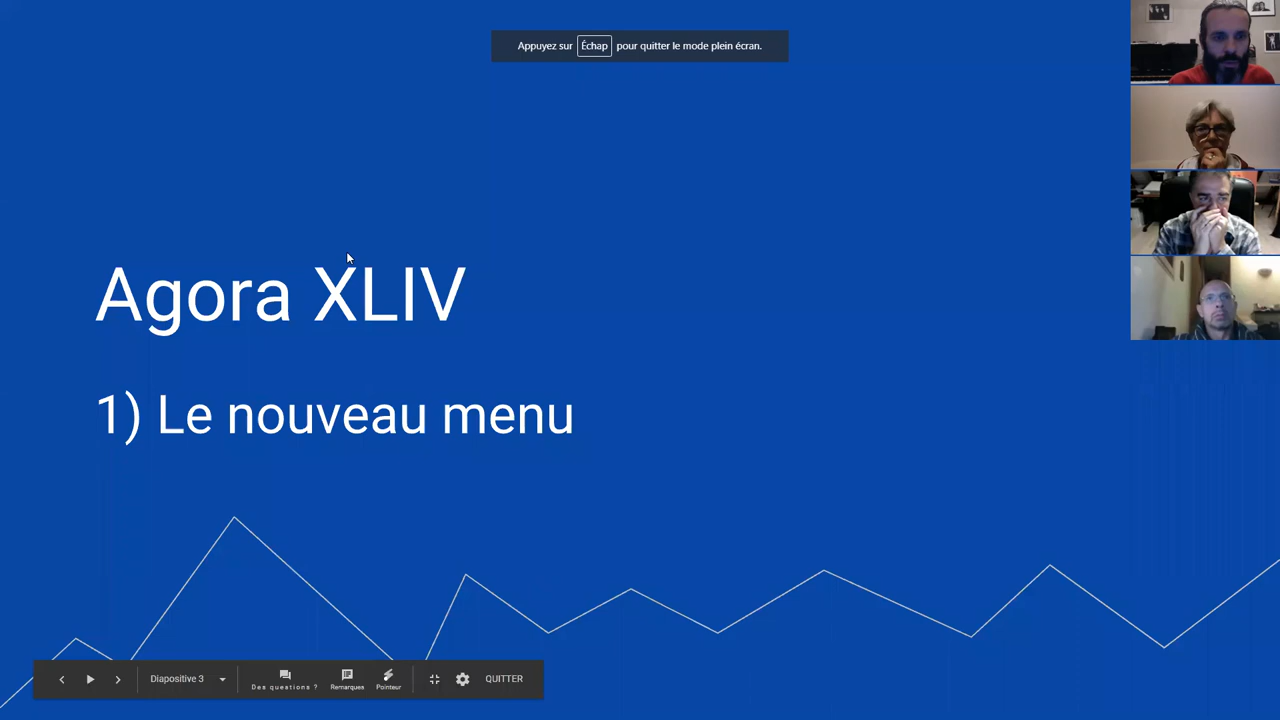 Appuyez sur Échap pour quitter le mode plein écran.
Agora XLIV
1) Le nouveau menu
Diapositive 3
Des questions ?
Remarques
Pointeur
QUITTER